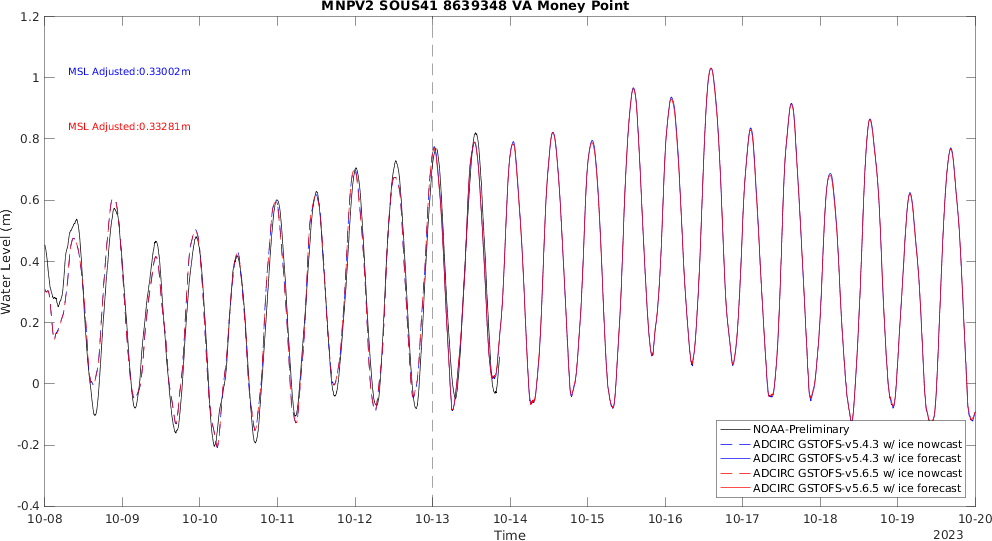 MNPV2 SOUS41 8639348 VA Money Point
1.2
1
0.8
0.6
0.4
0.2
0
-0.2
-0.4
Water Level (m)
MSL Adjusted:0.33002m
MSL Adjusted:0.33281m
NOAA-Preliminary
ADCIRC GSTOFS-v5.4.3 w/ ice nowcast
ADCIRC GSTOFS-v5.4.3 w/ ice forecast
ADCIRC GSTOFS-v5.6.5 w/ ice nowcast
ADCIRC GSTOFS-v5.6.5 w/ ice forecast
10-08 10-09 10-10 10-11 10-12 10-13 10-14 10-15 10-16 10-17 10-18 10-19 10-20
Time
2023